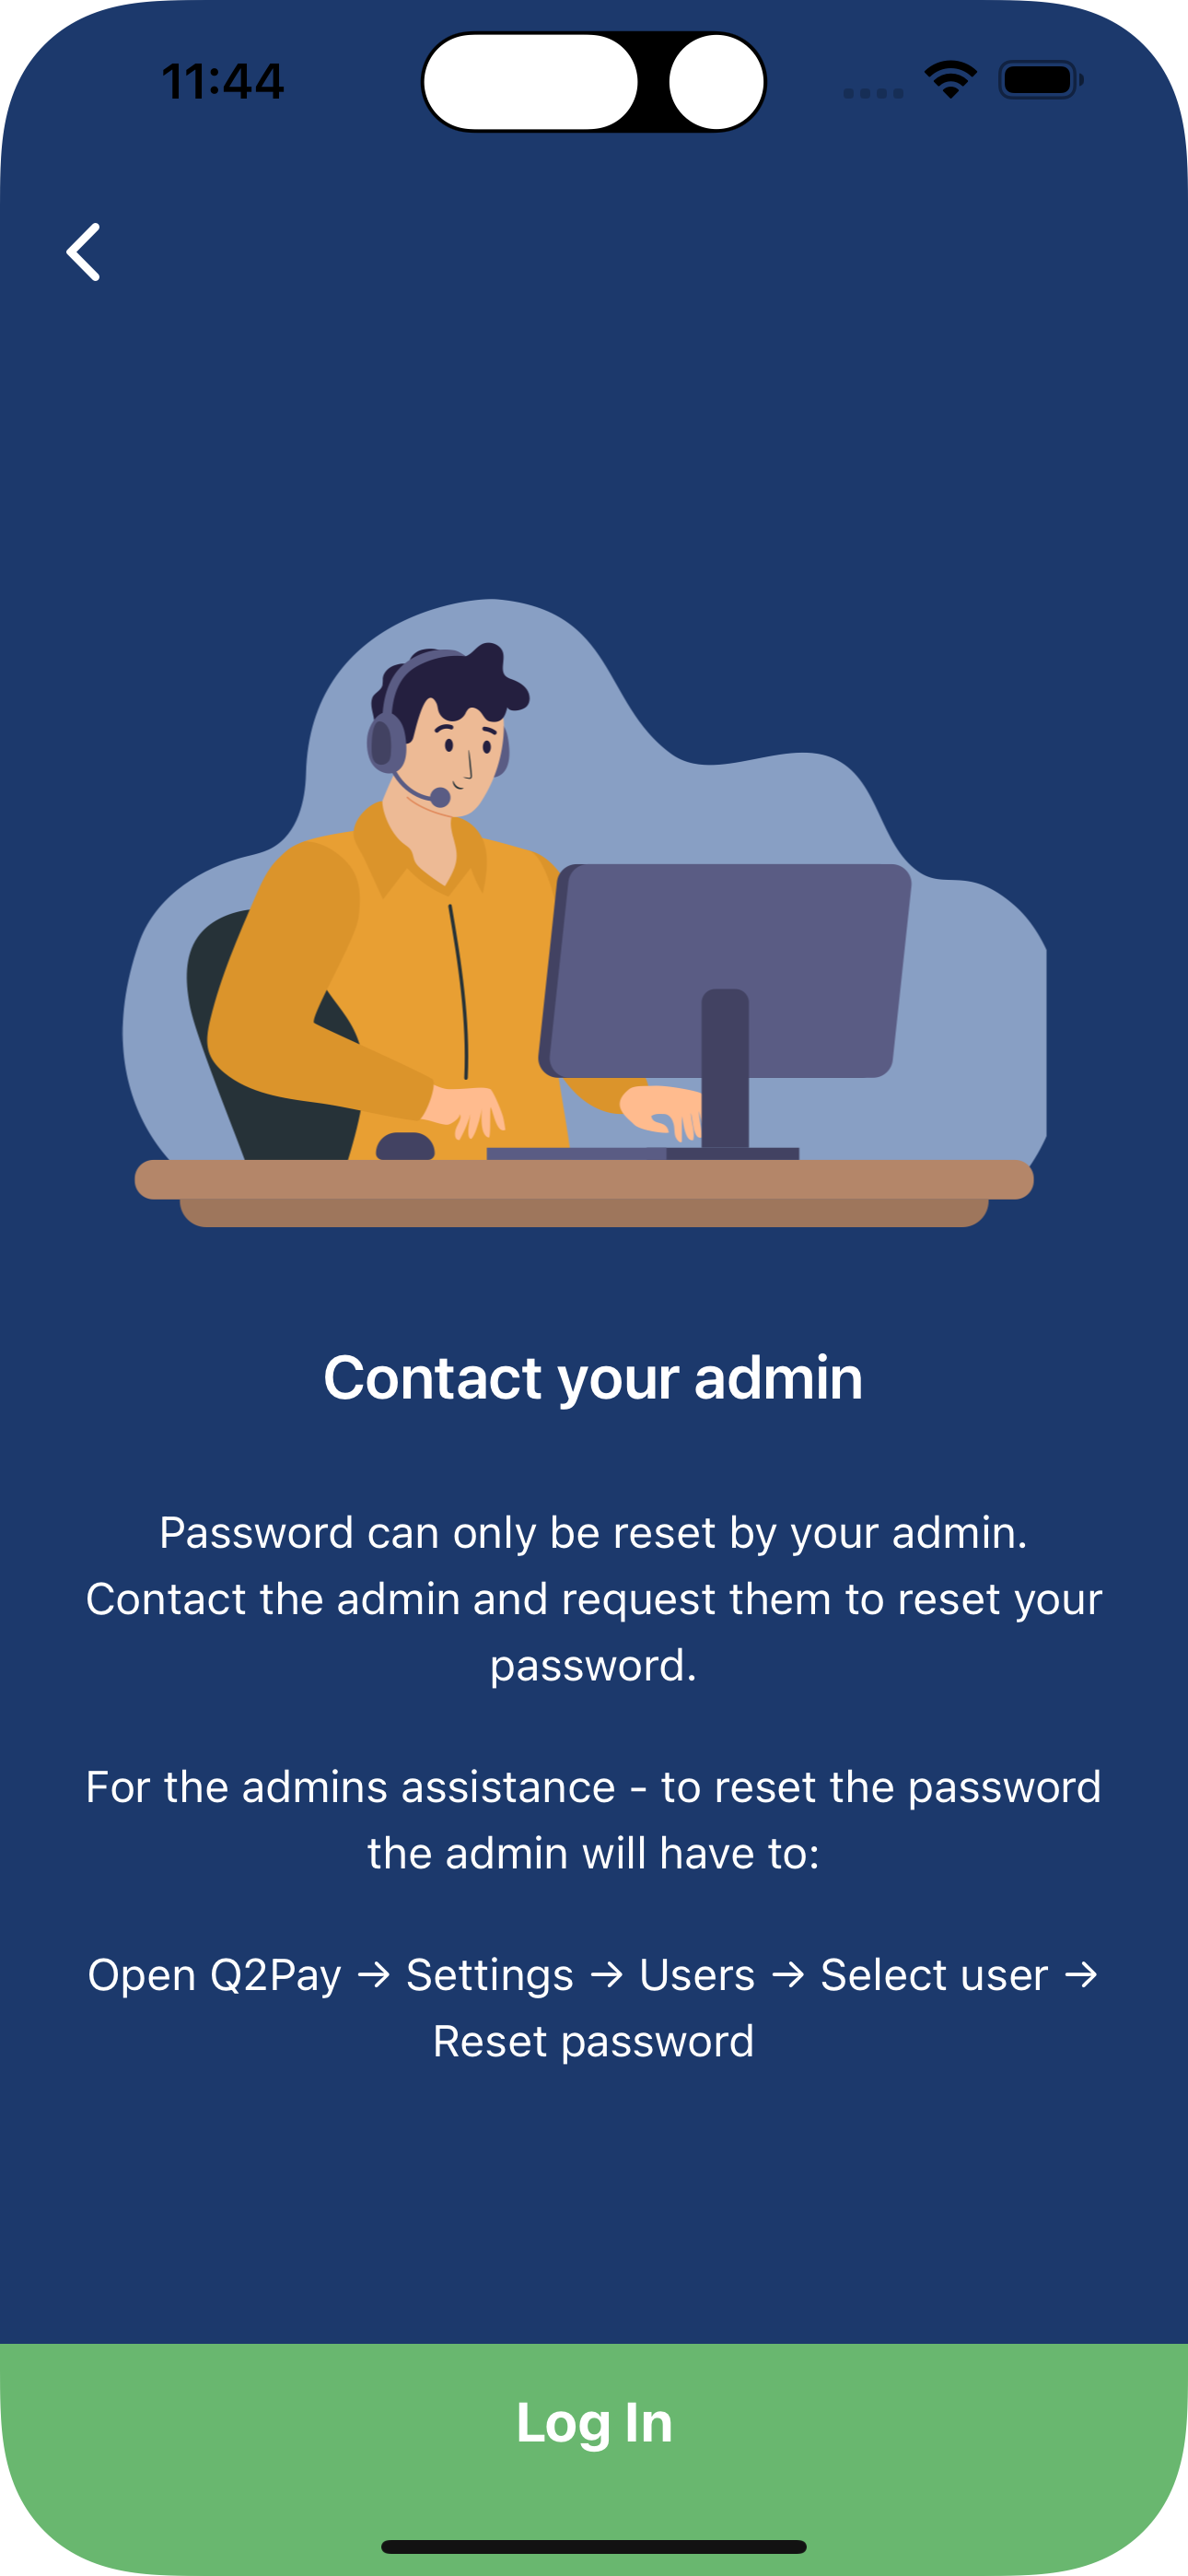 11:44
Contact your admin
Password can only be reset by your admin.
Contact the admin and request them to reset your
password.
For the admins assistance - to reset the password
the admin will have to:
Open Q2Pay → Settings → Users → Select user →
Reset password
Log In